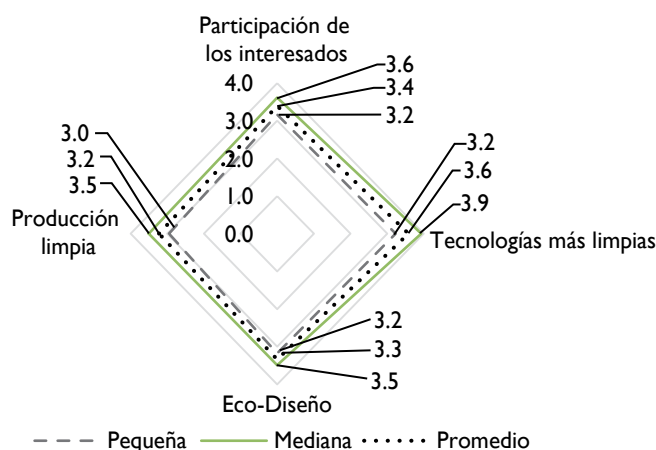 Participación de
los interesados
4.0
3.6
3.4
3.0
3.2
3.0
3.2
3.5
2.0
1.0
0.0
3.2
3.6
3.9
Producción
limpia
Tecnologías más limpias
3.2
3.3
3.5
Eco-Diseño
Pequeña
Mediana
Promedio